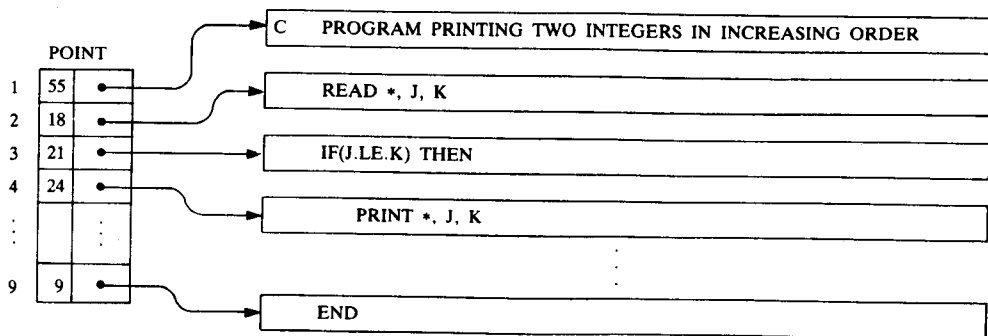 C PROGRAM PRINTING TWO INTEGERS IN INCREASING ORDER
POINT
1 55
READ *, J, K
2 18
3 21 IF(J.LE.K) THEN
4 24
PRINT *, J, K
9 9
END